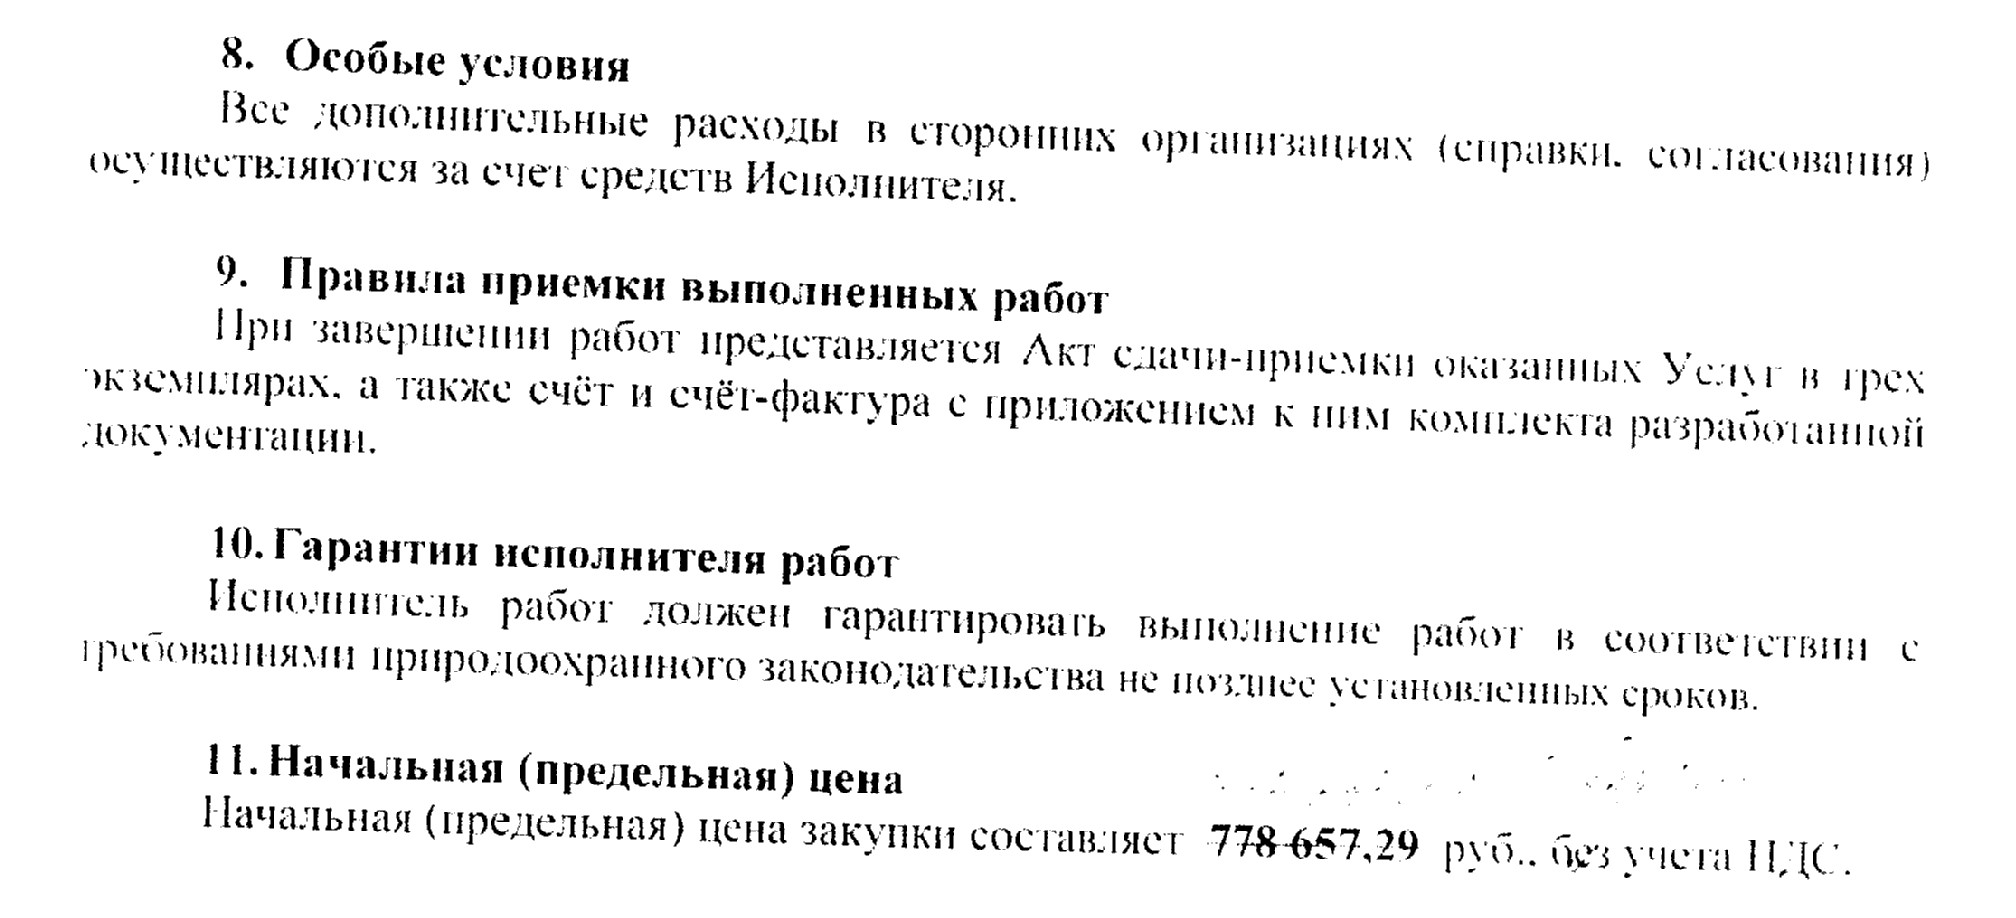 8. Особые условия
Все дополнительные расходы в сторонних организациях (справки, согласования)
осуществляются за счет средств Исполнителя.
9. Правила приемки выполненных работ
При завершении работ представляется Акт сдачи-приемки оказанных Услуг в трех
экземплярах, а также счёт и счёт-фактура с приложением к ним комплекта разработанной
документации.
10. Гарантии исполнителя работ
Исполнитель работ должен гарантировать выполнение работ в соответствии с
требованиями природоохранного законодательства не позднее установленных сроков.
11. Начальная (предельная) цена
Начальная (предельная) цена закупки составляет 778 657,29 руб., без учета НДС.